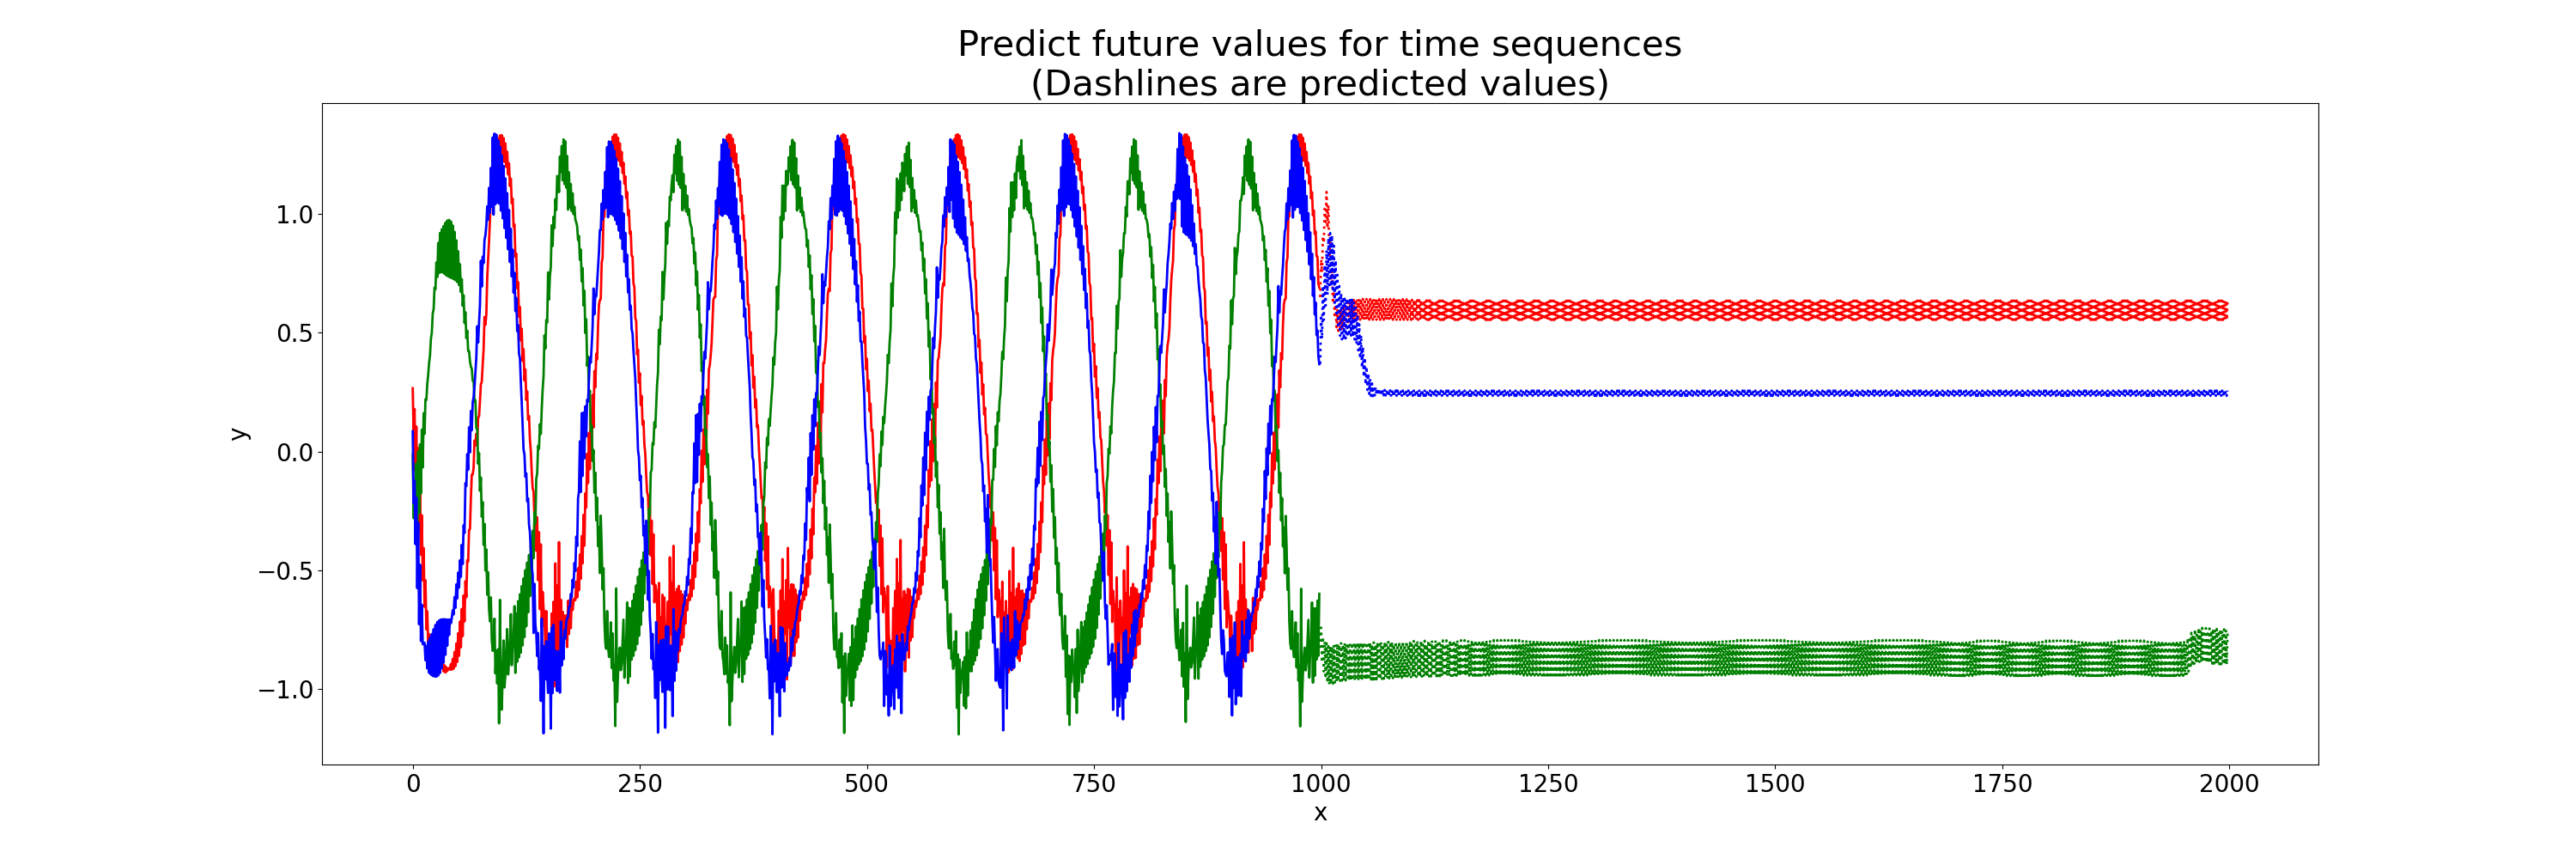 Predict future values for time sequences
(Dashlines are predicted values)
1.0
0.5
0.0
−0.5
−1.0
y
0 250 500 750 1000 1250 1500 1750 2000
x